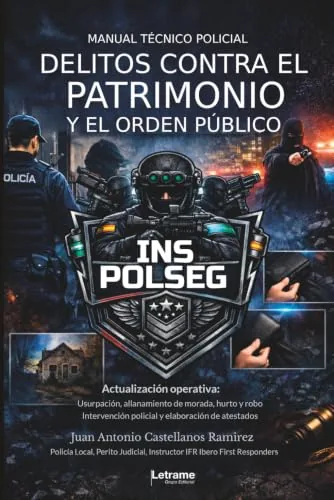 MANUAL TÉCNICO POLICIAL
DELITOS CONTRA EL
PATRIMONIO
Y EL ORDEN PÚBLICO
POLICÍA
INS
POLSEG
Actualización operativa:
Usurpación, allanamiento de morada, hurto y robo
Intervención policial y elaboración de atestados
Juan Antonio Castellanos Ramirez
Policía Local, Perito Judicial, Instructor IFR Ibero First Responders
Letrame
Grupo Editorial